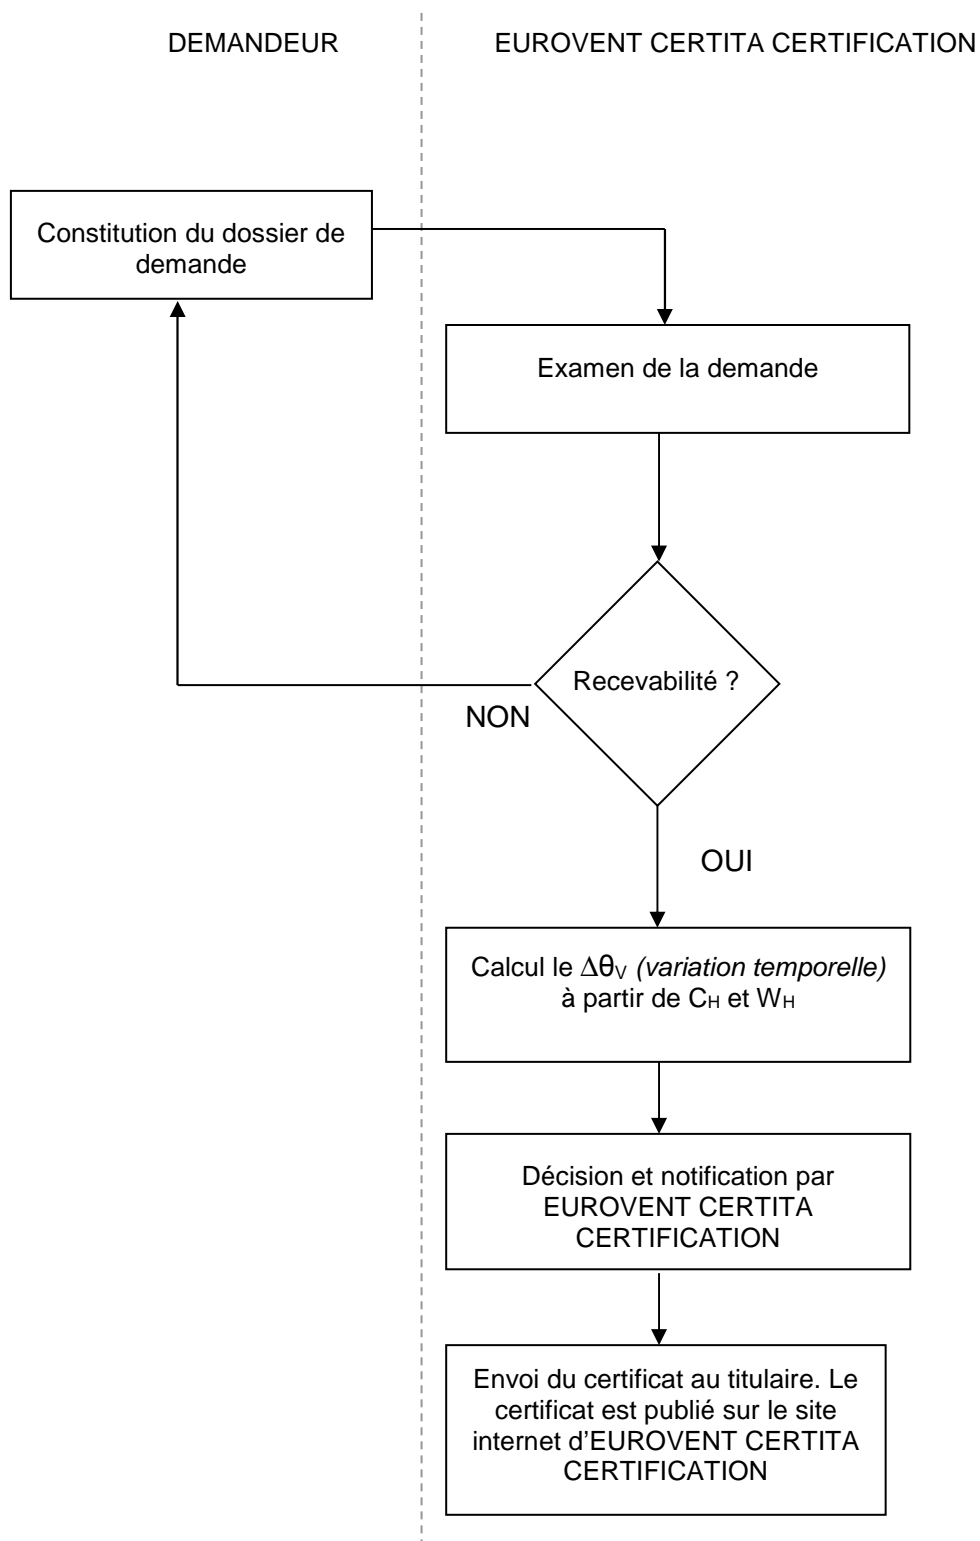 DEMANDEUR
EUROVENT CERTITA CERTIFICATION
Constitution du dossier de
demande
Examen de la demande
Recevabilité ?
NON
OUI
Calcul le ΔθV (variation temporelle)
à partir de CH et WH
Décision et notification par
EUROVENT CERTITA
CERTIFICATION
Envoi du certificat au titulaire. Le
certificat est publié sur le site
internet d’EUROVENT CERTITA
CERTIFICATION